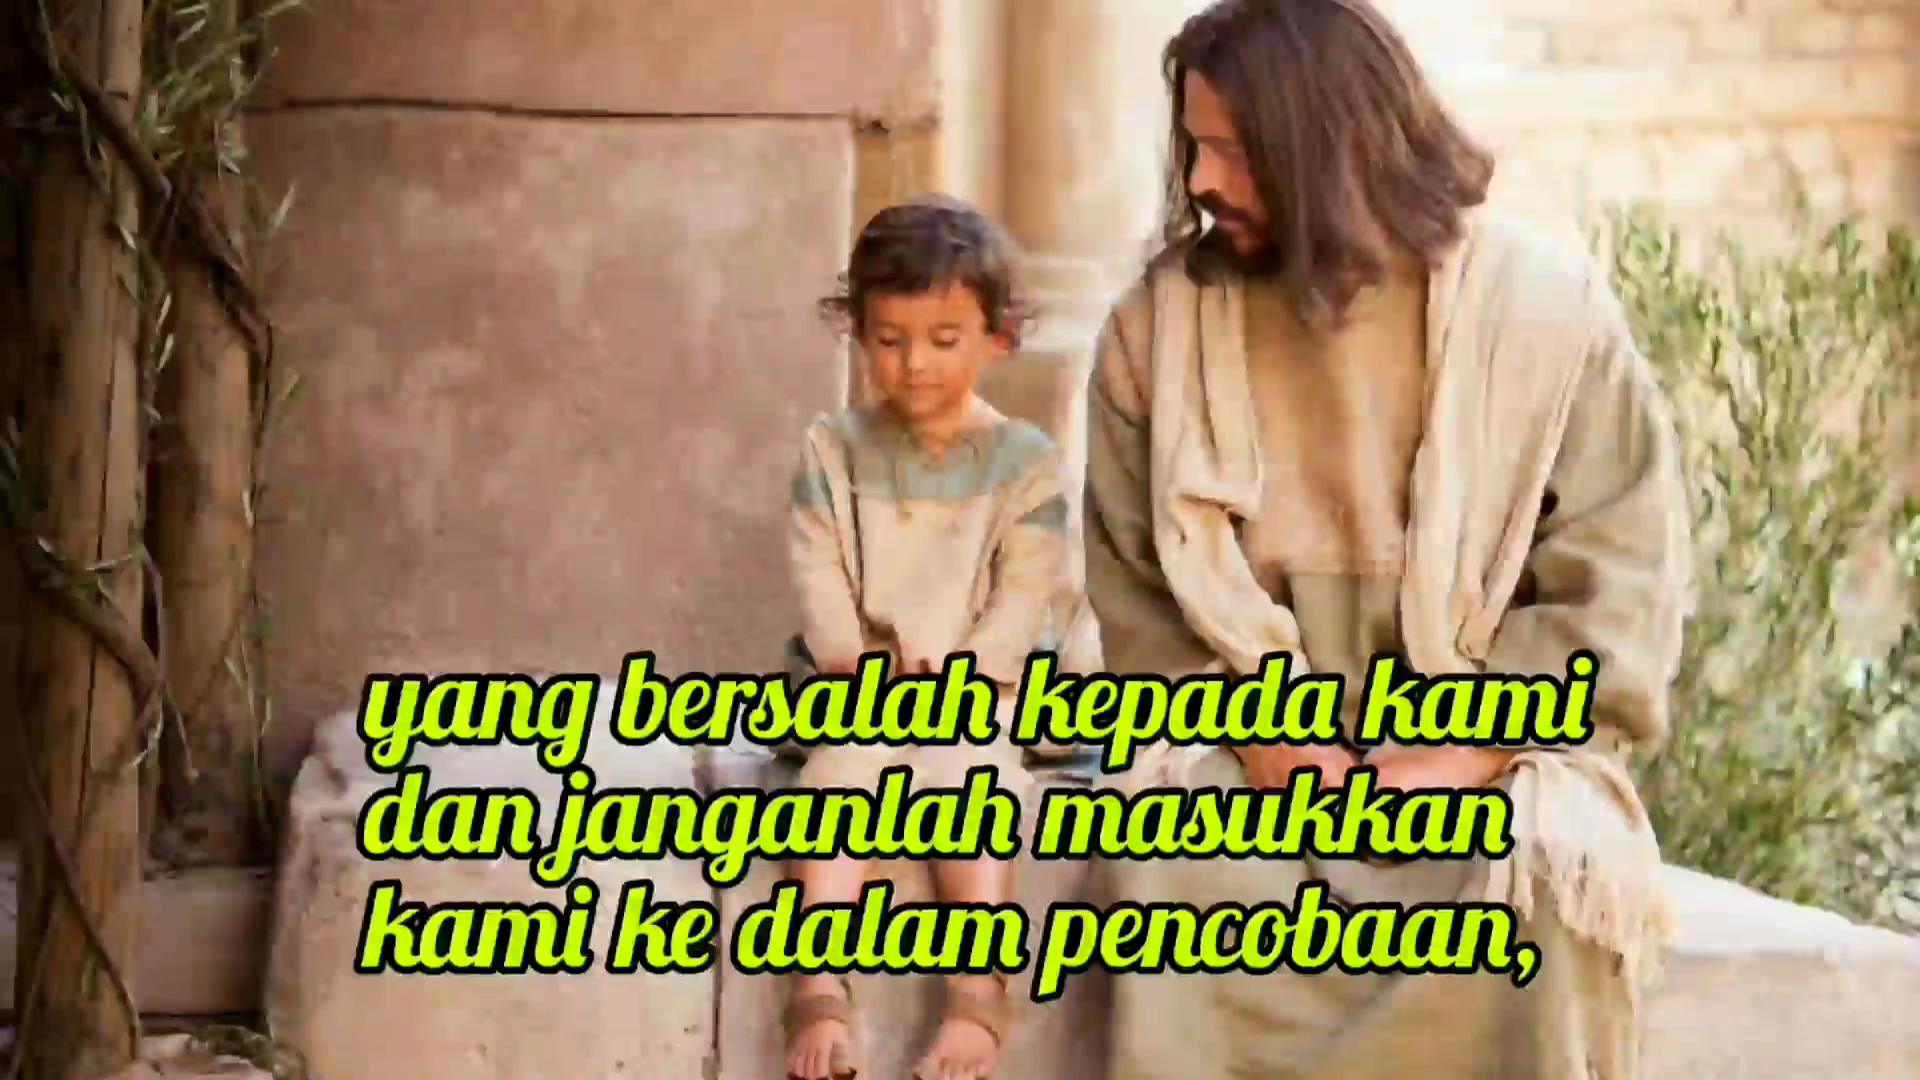 yang bersalah kepada kami
dan janganlah masukkan
kami ke dalam pencobaan,